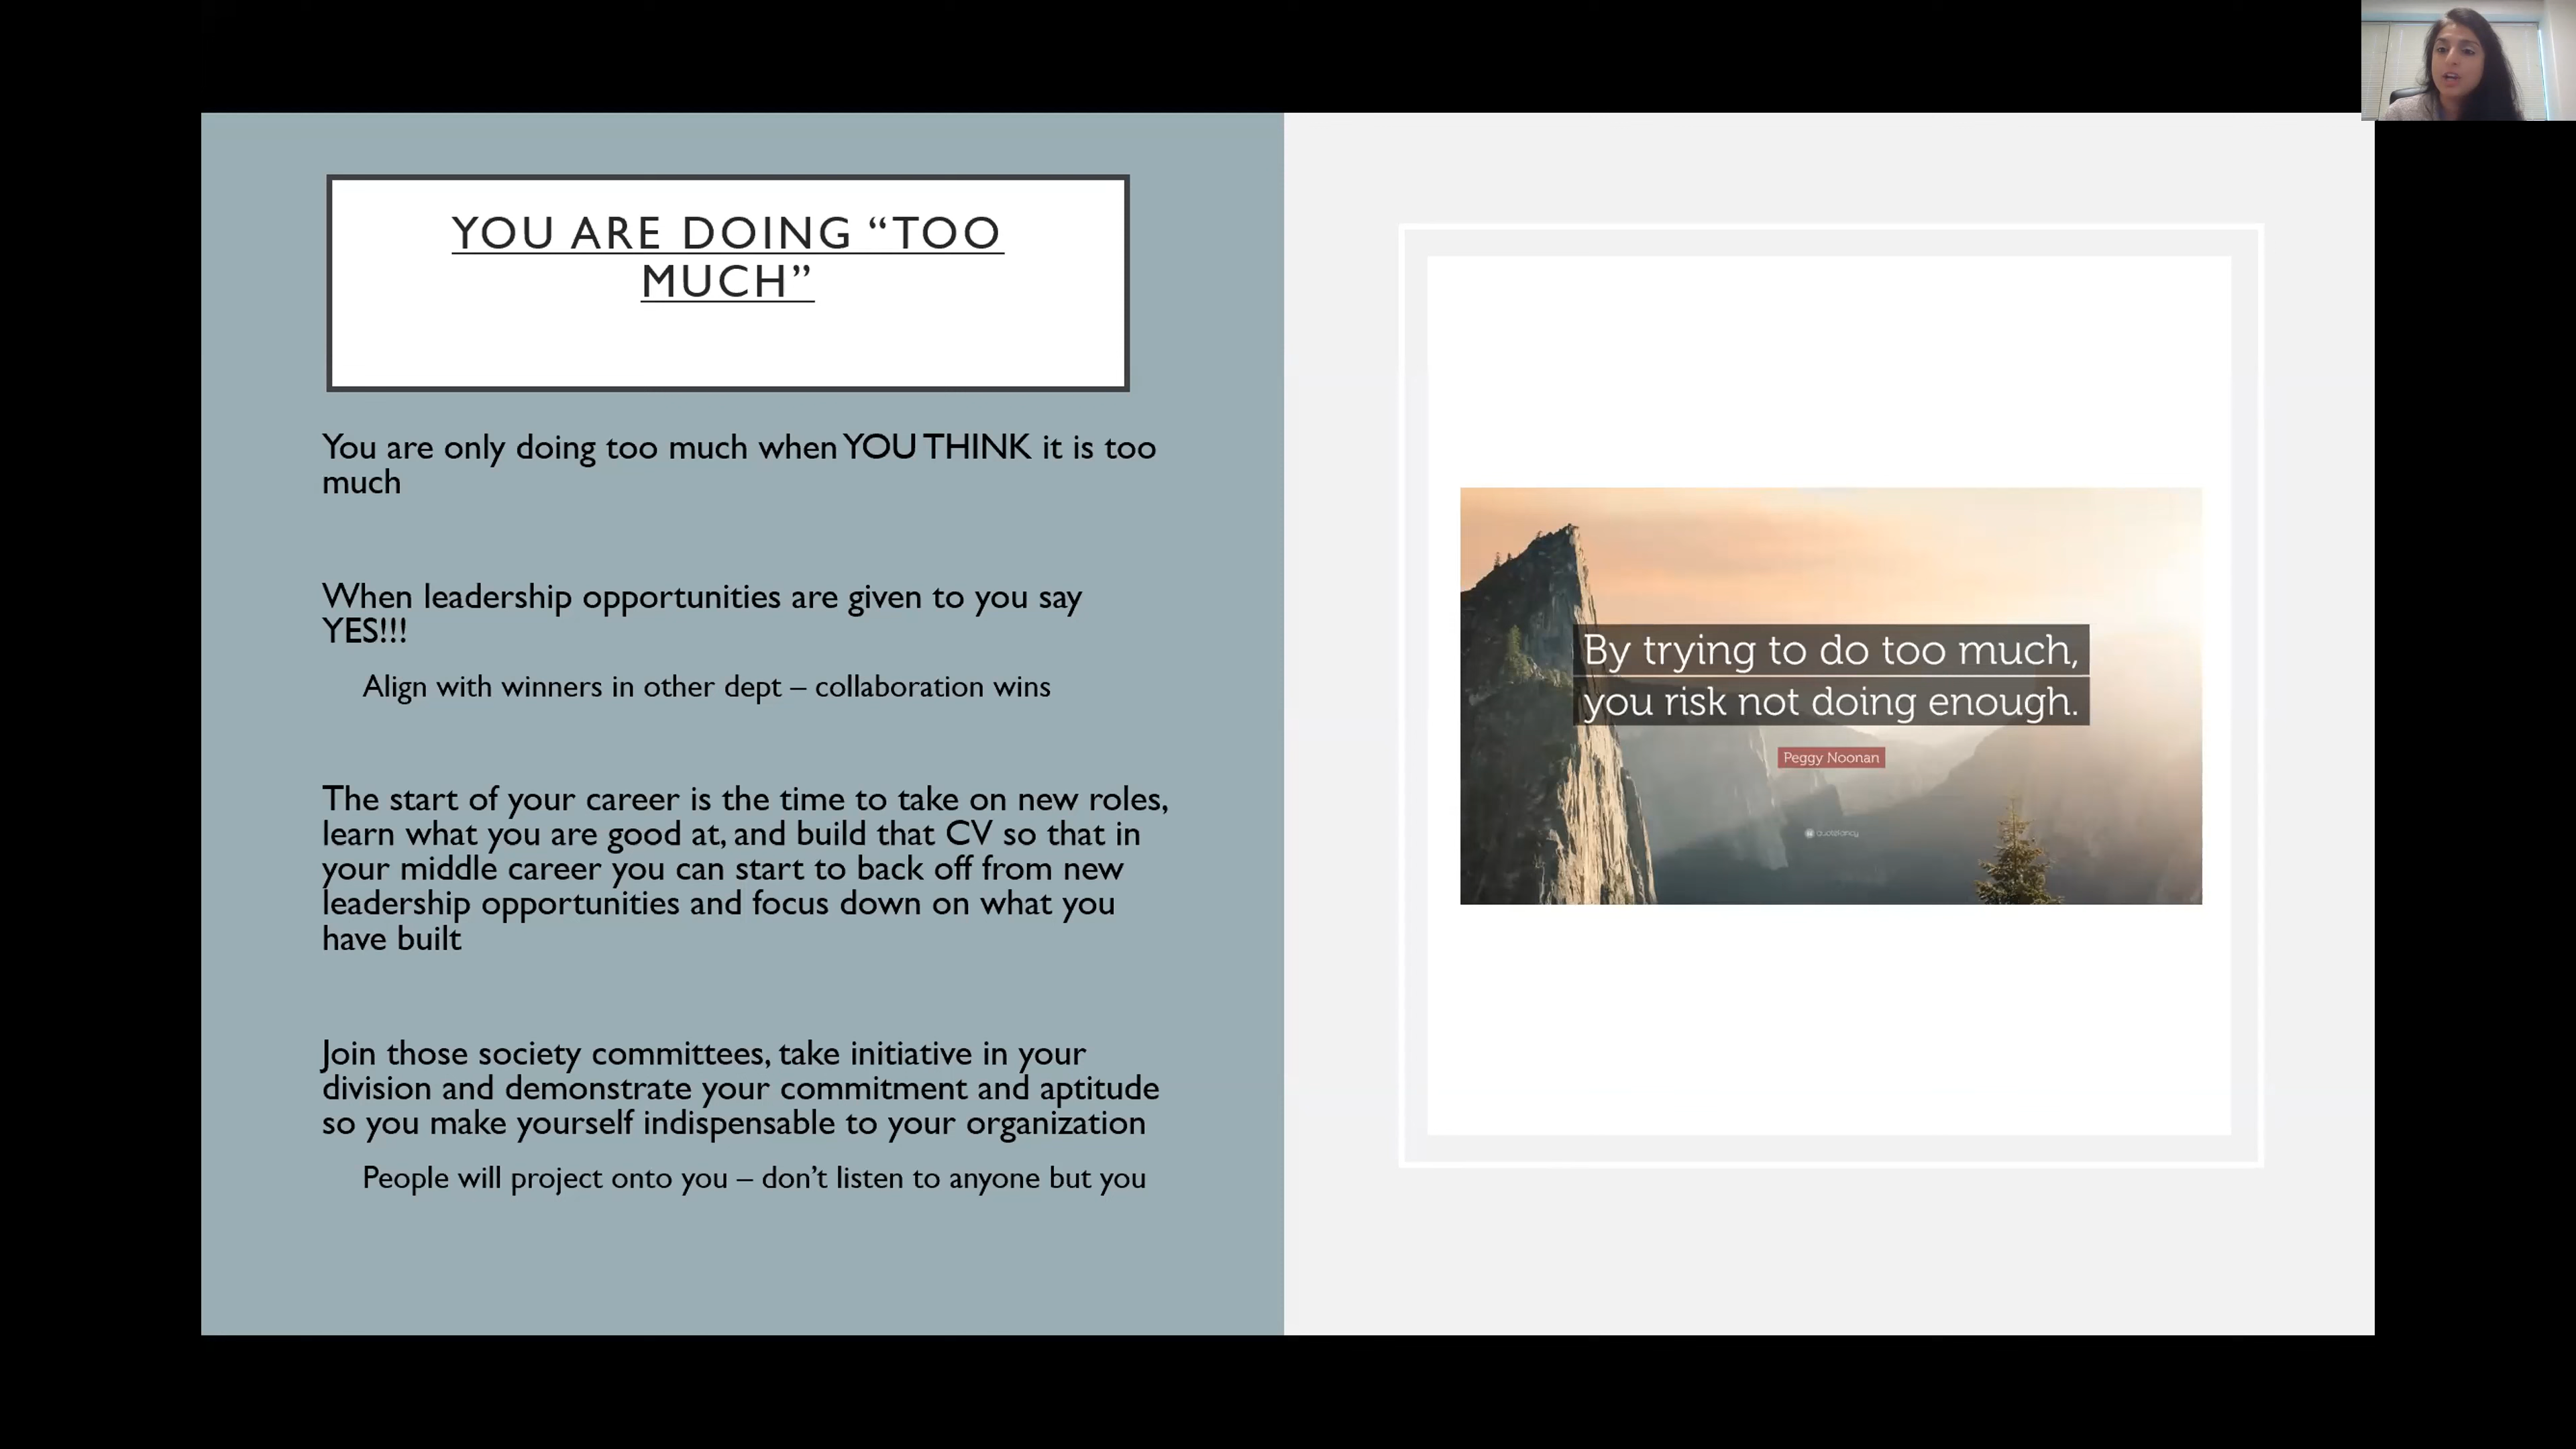 YOU ARE DOING “TOO
MUCH”
You are only doing too much when YOU THINK it is too
much
When leadership opportunities are given to you say
YES!!!
Align with winners in other dept – collaboration wins
The start of your career is the time to take on new roles,
learn what you are good at, and build that CV so that in
your middle career you can start to back off from new
leadership opportunities and focus down on what you
have built
Join those society committees, take initiative in your
division and demonstrate your commitment and aptitude
so you make yourself indispensable to your organization
People will project onto you – don’t listen to anyone but you
By trying to do too much,
you risk not doing enough.
Peggy Noonan
quotefancy